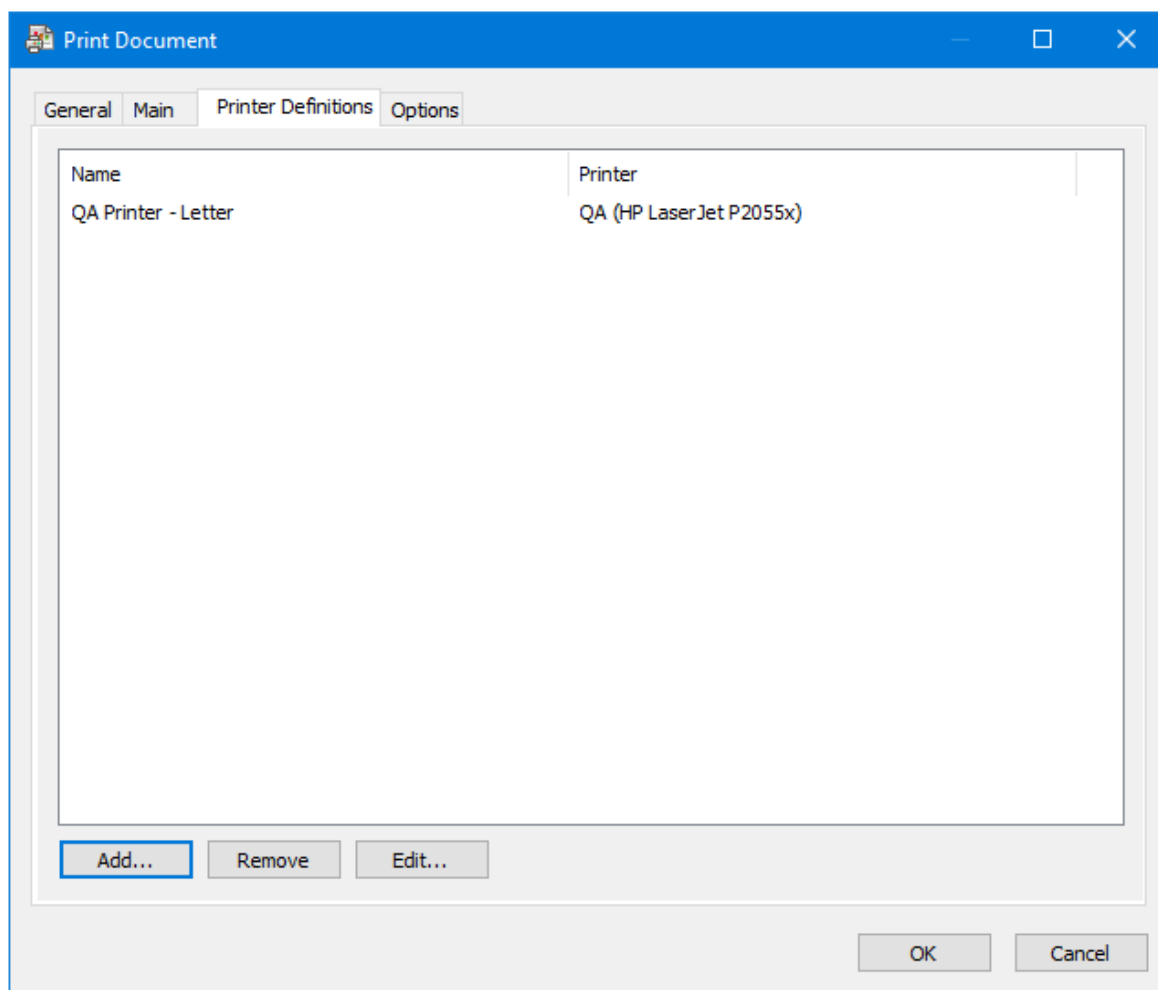 Print Document
General Main Printer Definitions Options
Name Printer
QA Printer - Letter QA (HP LaserJet P2055x)
Add... Remove Edit...
OK Cancel